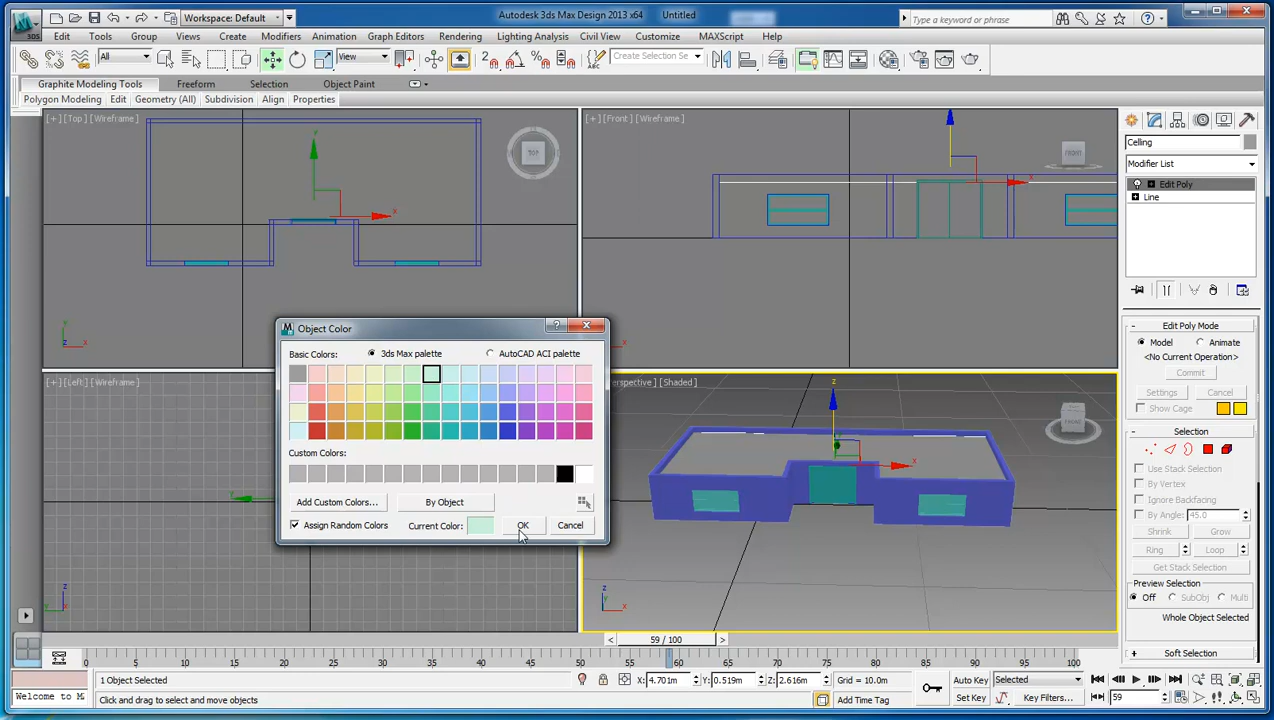 Workspace: Default
Autodesk 3ds Max Design 2013 x64 Untitled
Type a keyword or phrase
3DS
Edit Tools Group Views Create Modifiers Animation Graph Editors Rendering Lighting Analysis Civil View Customize MAXScript Help
All
View
Create Selection Se
Graphite Modeling Tools Freeform Selection Object Paint
Polygon Modeling Edit Geometry (All) Subdivision Align Properties
[+] [Top] [Wireframe]
TOP
[+] [Front] [Wireframe]
FRONT
Celling
Modifier List
Edit Poly
Line
Object Color
Basic Colors:
3ds Max palette
AutoCAD ACI palette
Custom Colors:
Add Custom Colors...
By Object
Assign Random Colors
Current Color:
OK
Cancel
[+] [Left] [Wireframe]
erspective] [Shaded]
FRONT
Edit Poly Mode
Model
Animate
<No Current Operation>
Commit
Settings
Cancel
Show Cage
Selection
Use Stack Selection
By Vertex
Ignore Backfacing
By Angle: 45.0
Shrink
Grow
Ring
Loop
Get Stack Selection
Preview Selection
Off
SubObj
Multi
Whole Object Selected
Soft Selection
< 59 / 100 >
0 5 10 15 20 25 30 35 40 45 50 55 60 65 70 75 80 85 90 95 100
1 Object Selected
X: 4.701m
Y: 0.519m
Z: 2.616m
Grid = 10.0m
Auto Key
Selected
Welcome to M
Click and drag to select and move objects
Add Time Tag
Set Key
Key Filters...
59